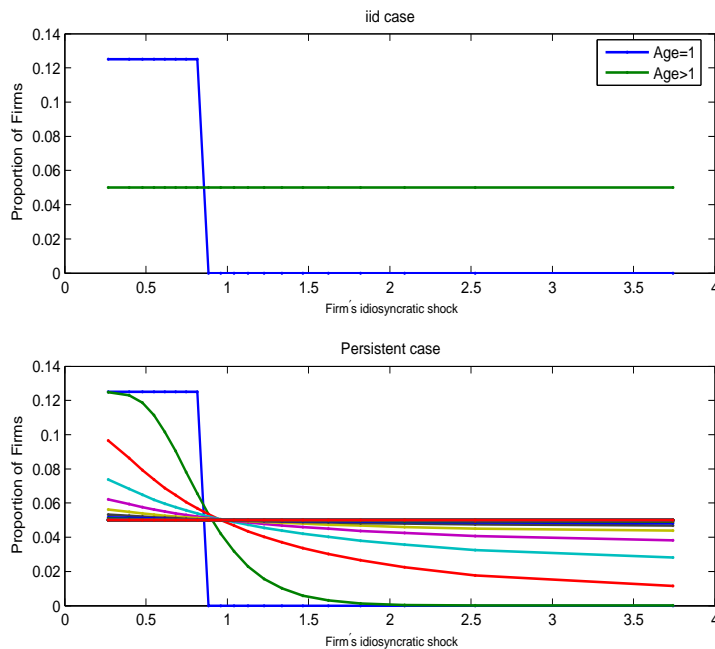 iid case
0.14
0.12
0.1
0.08
0.06
0.04
0.02
0
Proportion of Firms
Age=1
Age>1
0 0.5 1 1.5 2 2.5 3 3.5 4
Firm′s idiosyncratic shock
Persistent case
0.14
0.12
0.1
0.08
0.06
0.04
0.02
0
Proportion of Firms
0 0.5 1 1.5 2 2.5 3 3.5 4
Firm′s idiosyncratic shock